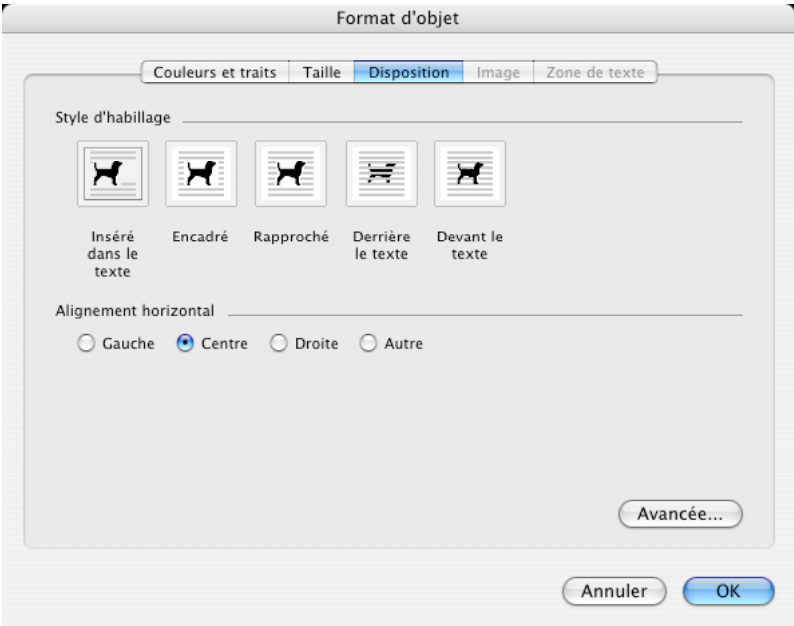 Format d'objet
Couleurs et traits Taille Disposition Image Zone de texte
Style d'habillage
Inséré dans le texte
Encadré
Rapproché
Derrière le texte
Devant le texte
Alignement horizontal
Gauche Centre Droite Autre
Avancée...
Annuler OK